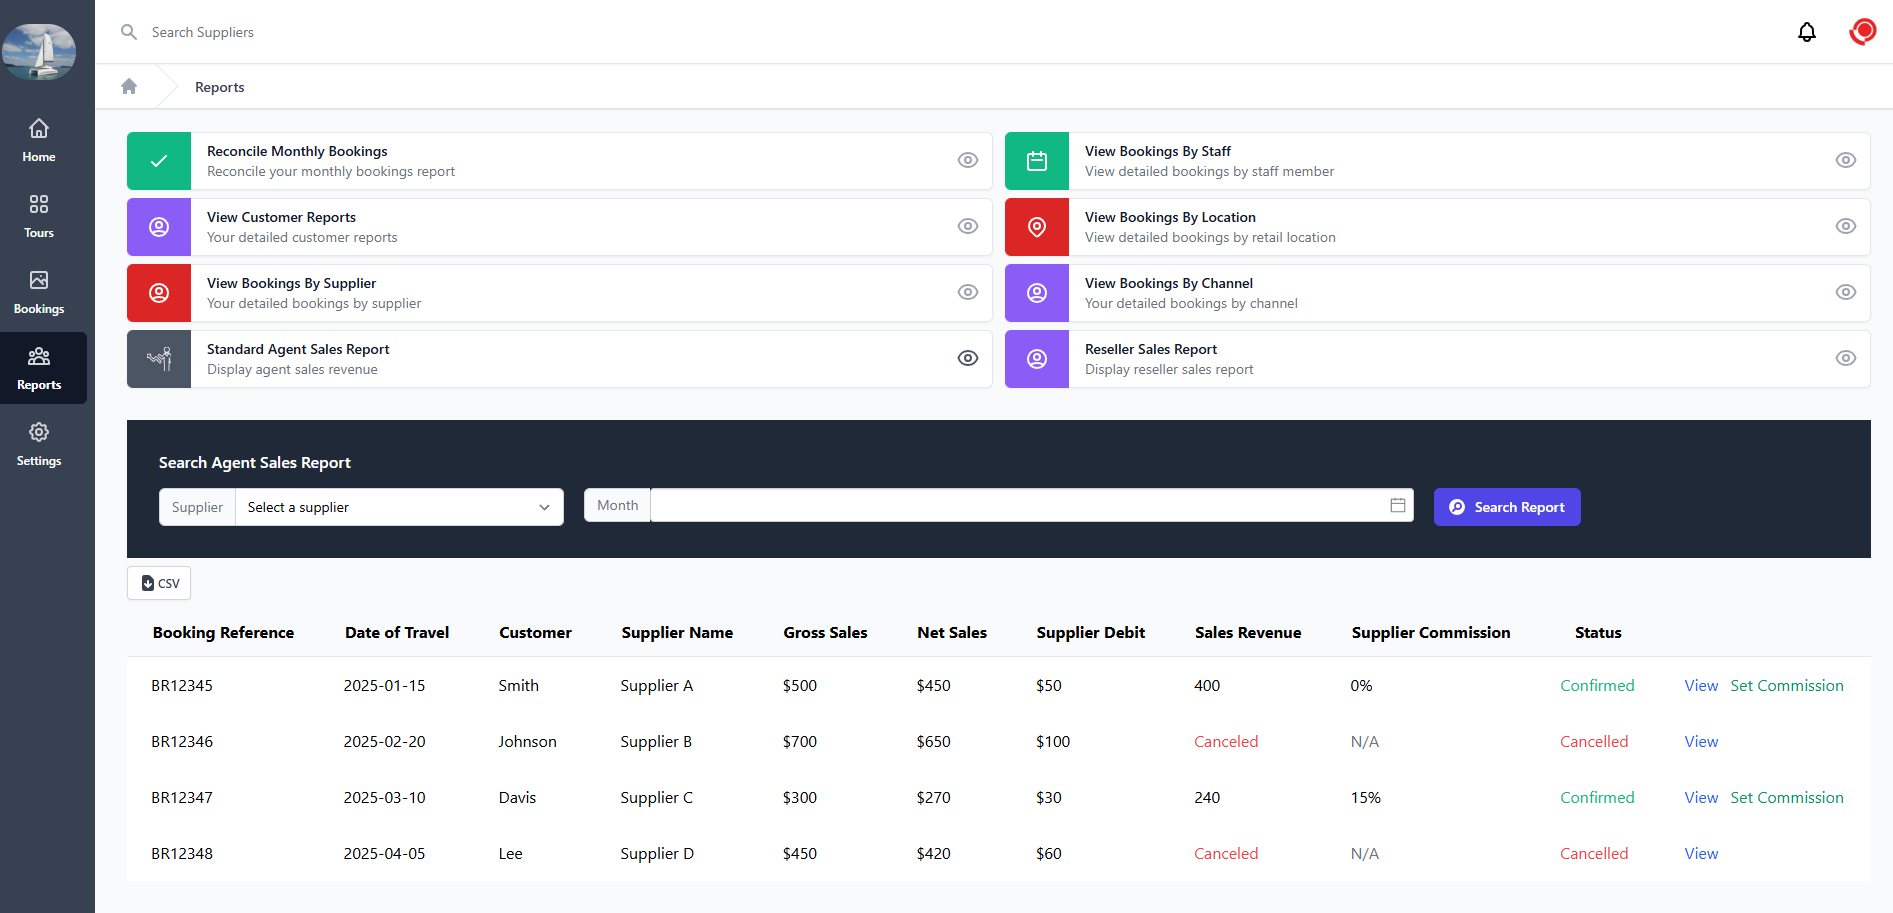 Search Suppliers
Reports
Home
Tours
Bookings
Reports
Settings
Reconcile Monthly Bookings
Reconcile your monthly bookings report
View Bookings By Staff
View detailed bookings by staff member
View Customer Reports
Your detailed customer reports
View Bookings By Location
View detailed bookings by retail location
View Bookings By Supplier
Your detailed bookings by supplier
View Bookings By Channel
Your detailed bookings by channel
Standard Agent Sales Report
Display agent sales revenue
Reseller Sales Report
Display reseller sales report
Search Agent Sales Report
Supplier Select a supplier Month Search Report
CSV
Booking Reference Date of Travel Customer Supplier Name Gross Sales Net Sales Supplier Debit Sales Revenue Supplier Commission Status
BR12345 2025-01-15 Smith Supplier A $500 $450 $50 400 0% Confirmed View Set Commission
BR12346 2025-02-20 Johnson Supplier B $700 $650 $100 Canceled N/A Cancelled View
BR12347 2025-03-10 Davis Supplier C $300 $270 $30 240 15% Confirmed View Set Commission
BR12348 2025-04-05 Lee Supplier D $450 $420 $60 Canceled N/A Cancelled View